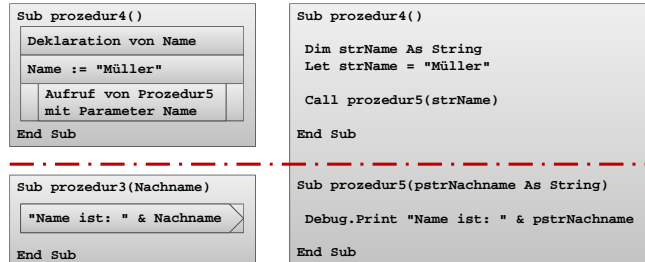 Sub prozedur4()
Deklaration von Name
Name := "Müller"
Aufruf von Prozedur5
mit Parameter Name
End Sub
Sub prozedur4()
Dim strName As String
Let strName = "Müller"
Call prozedur5(strName)
End Sub
Sub prozedur3(Nachname)
"Name ist: " & Nachname
End Sub
Sub prozedur5(pstrNachname As String)
Debug.Print "Name ist: " & pstrNachname
End Sub